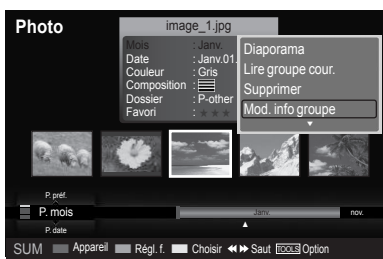 Photo
image_1.jpg
Mois : Janv.
Date : Janv.01.
Couleur : Gris
Composition :
Dossier : P-other
Favori : ★★★
Diaporama
Lire groupe cour.
Supprimer
Mod. info groupe
P. préf.
P. mois
Janv.
nov.
P. date
SUM Appareil Régl. f. Choisir Saut TOOLS Option